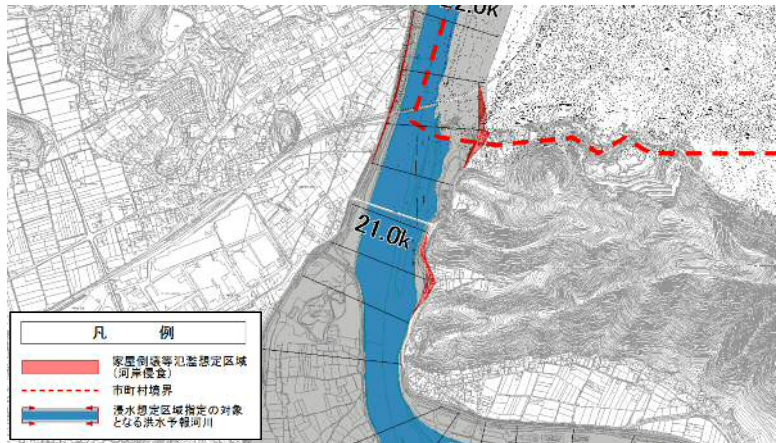 22.0k
21.0k
凡 例
家屋倒壊等氾濫想定区域
(河岸侵食)
市町村境界
浸水想定区域指定の対象
となる洪水予報河川